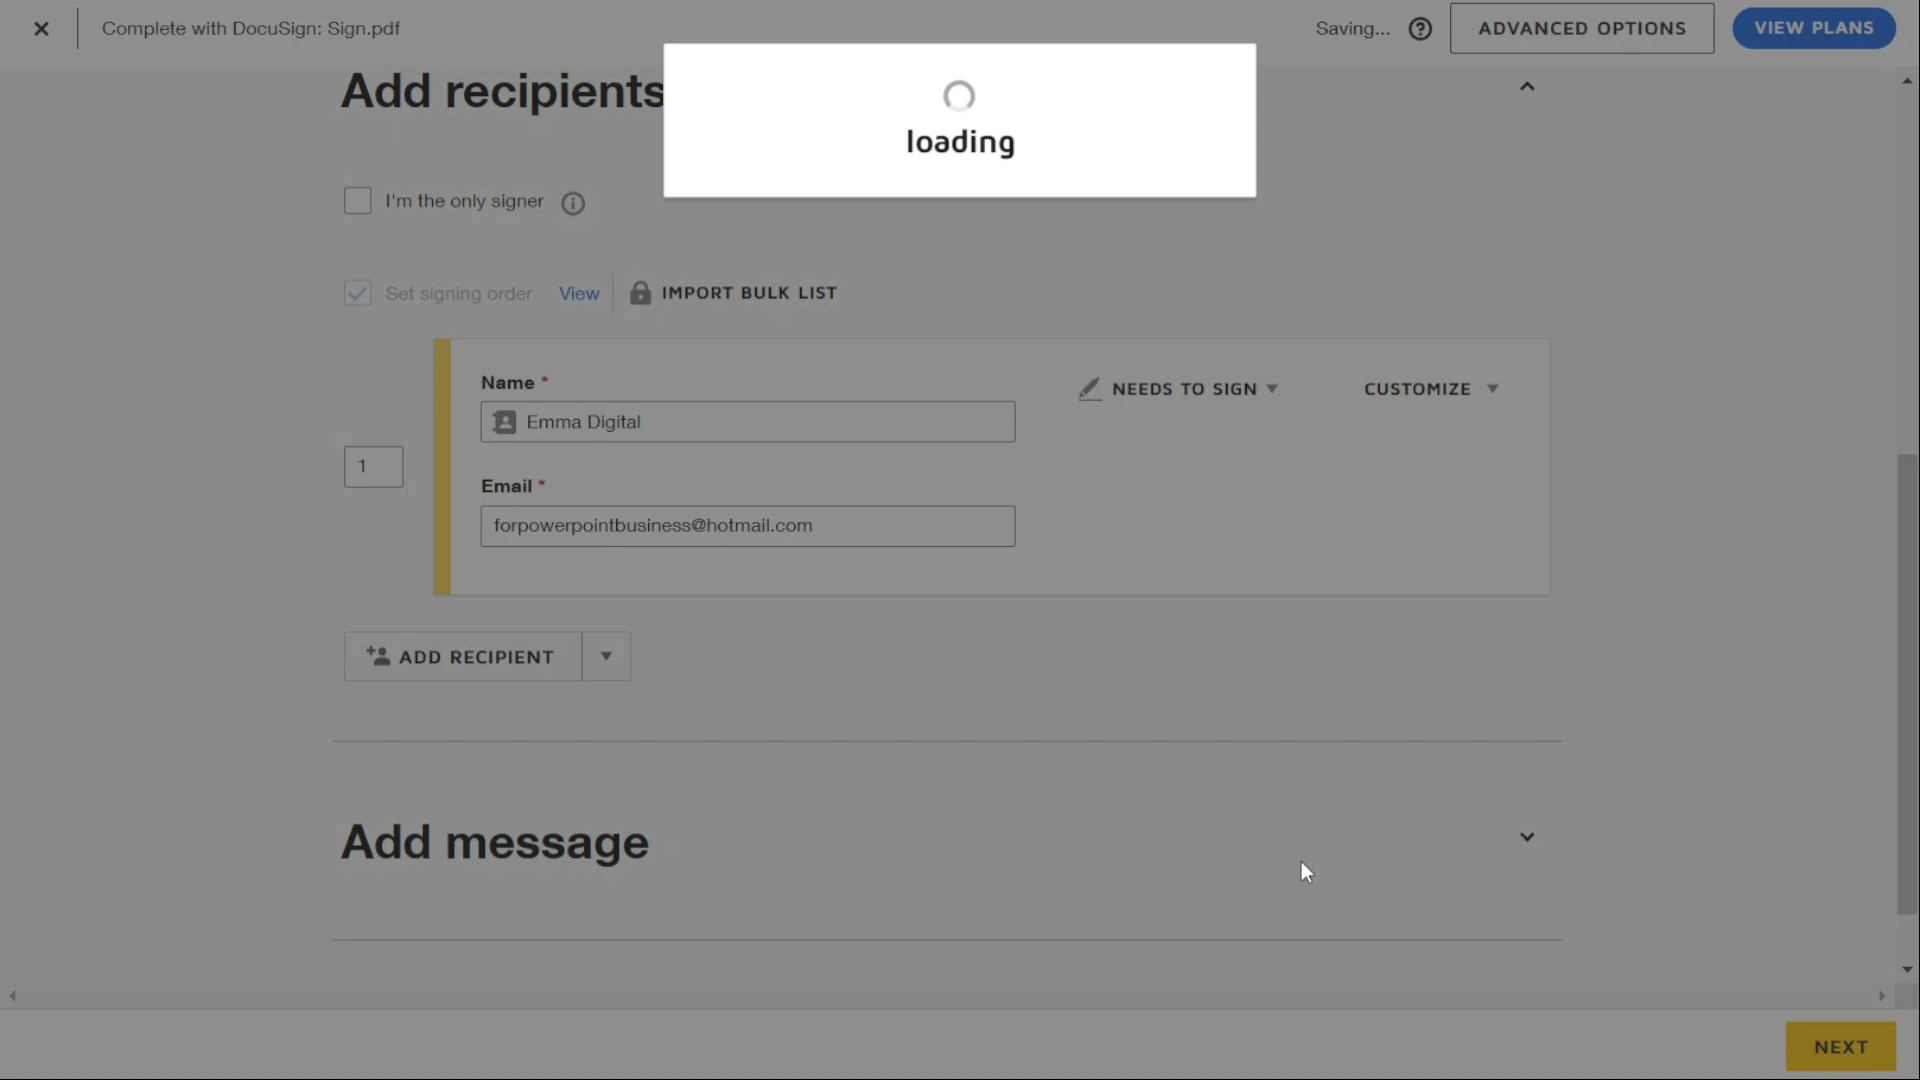 Complete with DocuSign: Sign.pdf
Saving...
ADVANCED OPTIONS
VIEW PLANS
Add recipients
loading
I'm the only signer
Set signing order
View
IMPORT BULK LIST
Name *
NEEDS TO SIGN
CUSTOMIZE
Emma Digital
1
Email *
forpowerpointbusiness@hotmail.com
ADD RECIPIENT
Add message
NEXT